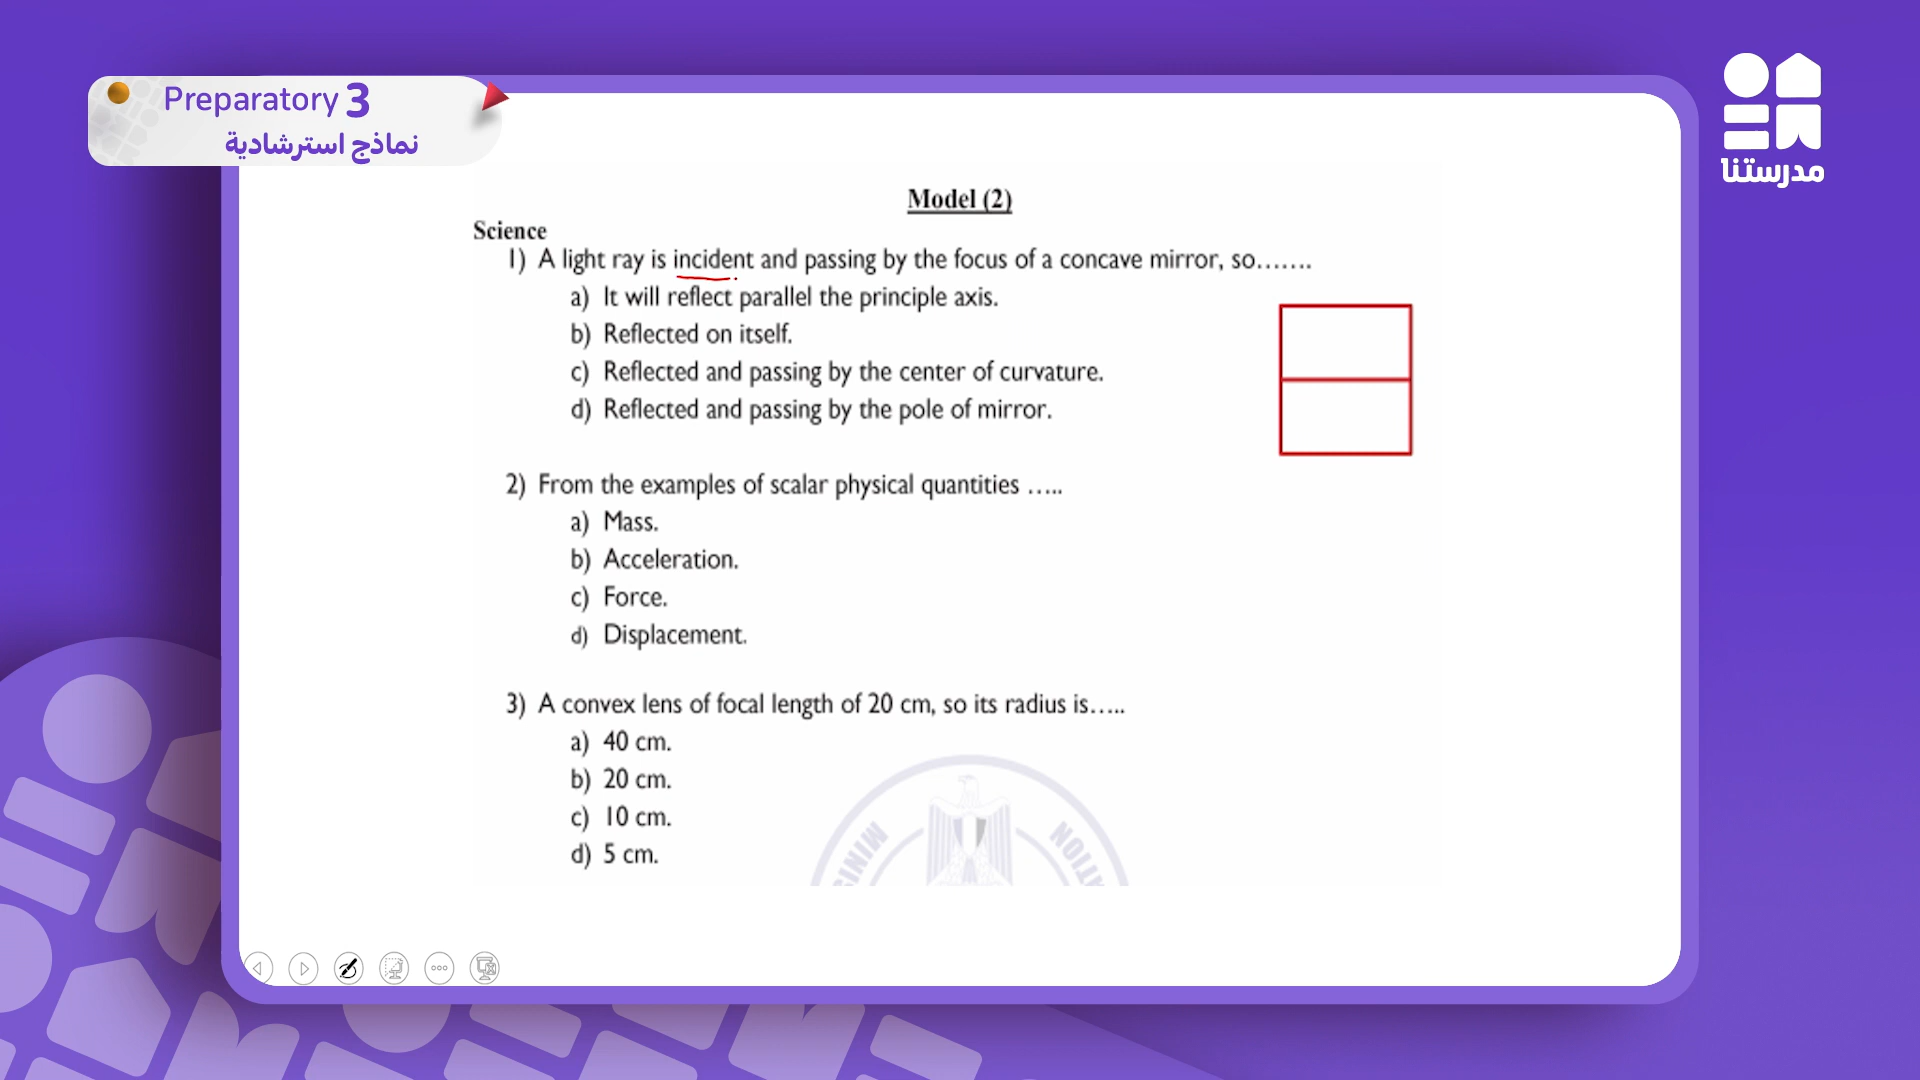 Preparatory 3
نماذج استرشادية
مدرستنا
Model (2)
Science
1) A light ray is incident and passing by the focus of a concave mirror, so.......
a) It will reflect parallel the principle axis.
b) Reflected on itself.
c) Reflected and passing by the center of curvature.
d) Reflected and passing by the pole of mirror.
2) From the examples of scalar physical quantities .....
a) Mass.
b) Acceleration.
c) Force.
d) Displacement.
3) A convex lens of focal length of 20 cm, so its radius is.....
a) 40 cm.
b) 20 cm.
c) 10 cm.
d) 5 cm.